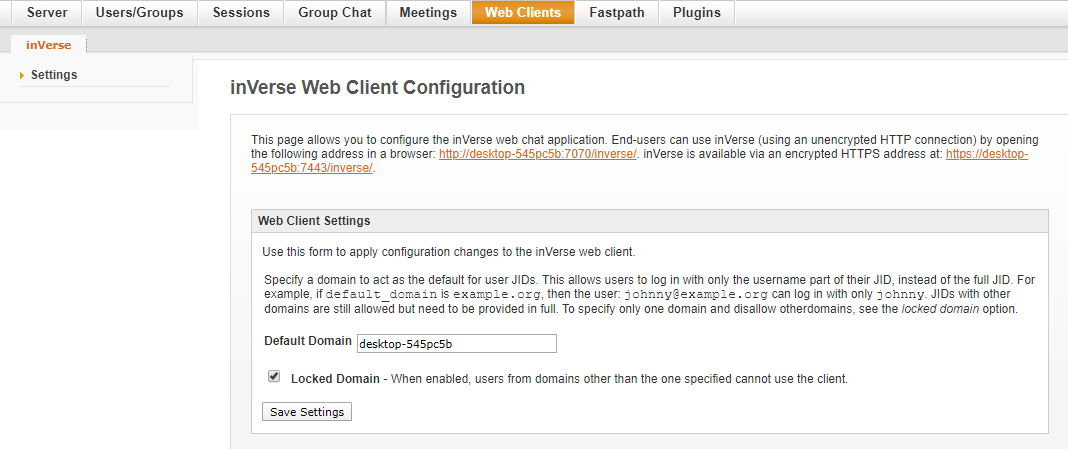 Server Users/Groups Sessions Group Chat Meetings Web Clients Fastpath Plugins
inVerse
Settings
inVerse Web Client Configuration
This page allows you to configure the inVerse web chat application. End-users can use inVerse (using an unencrypted HTTP connection) by opening
the following address in a browser: http://desktop-545pc5b:7070/inverse/. inVerse is available via an encrypted HTTPS address at: https://desktop-
545pc5b:7443/inverse/.
Web Client Settings
Use this form to apply configuration changes to the inVerse web client.
Specify a domain to act as the default for user JIDs. This allows users to log in with only the username part of their JID, instead of the full JID. For
example, if default_domain is example.org, then the user: johnny@example.org can log in with only johnny. JIDs with other
domains are still allowed but need to be provided in full. To specify only one domain and disallow otherdomains, see the locked domain option.
Default Domain desktop-545pc5b
Locked Domain - When enabled, users from domains other than the one specified cannot use the client.
Save Settings